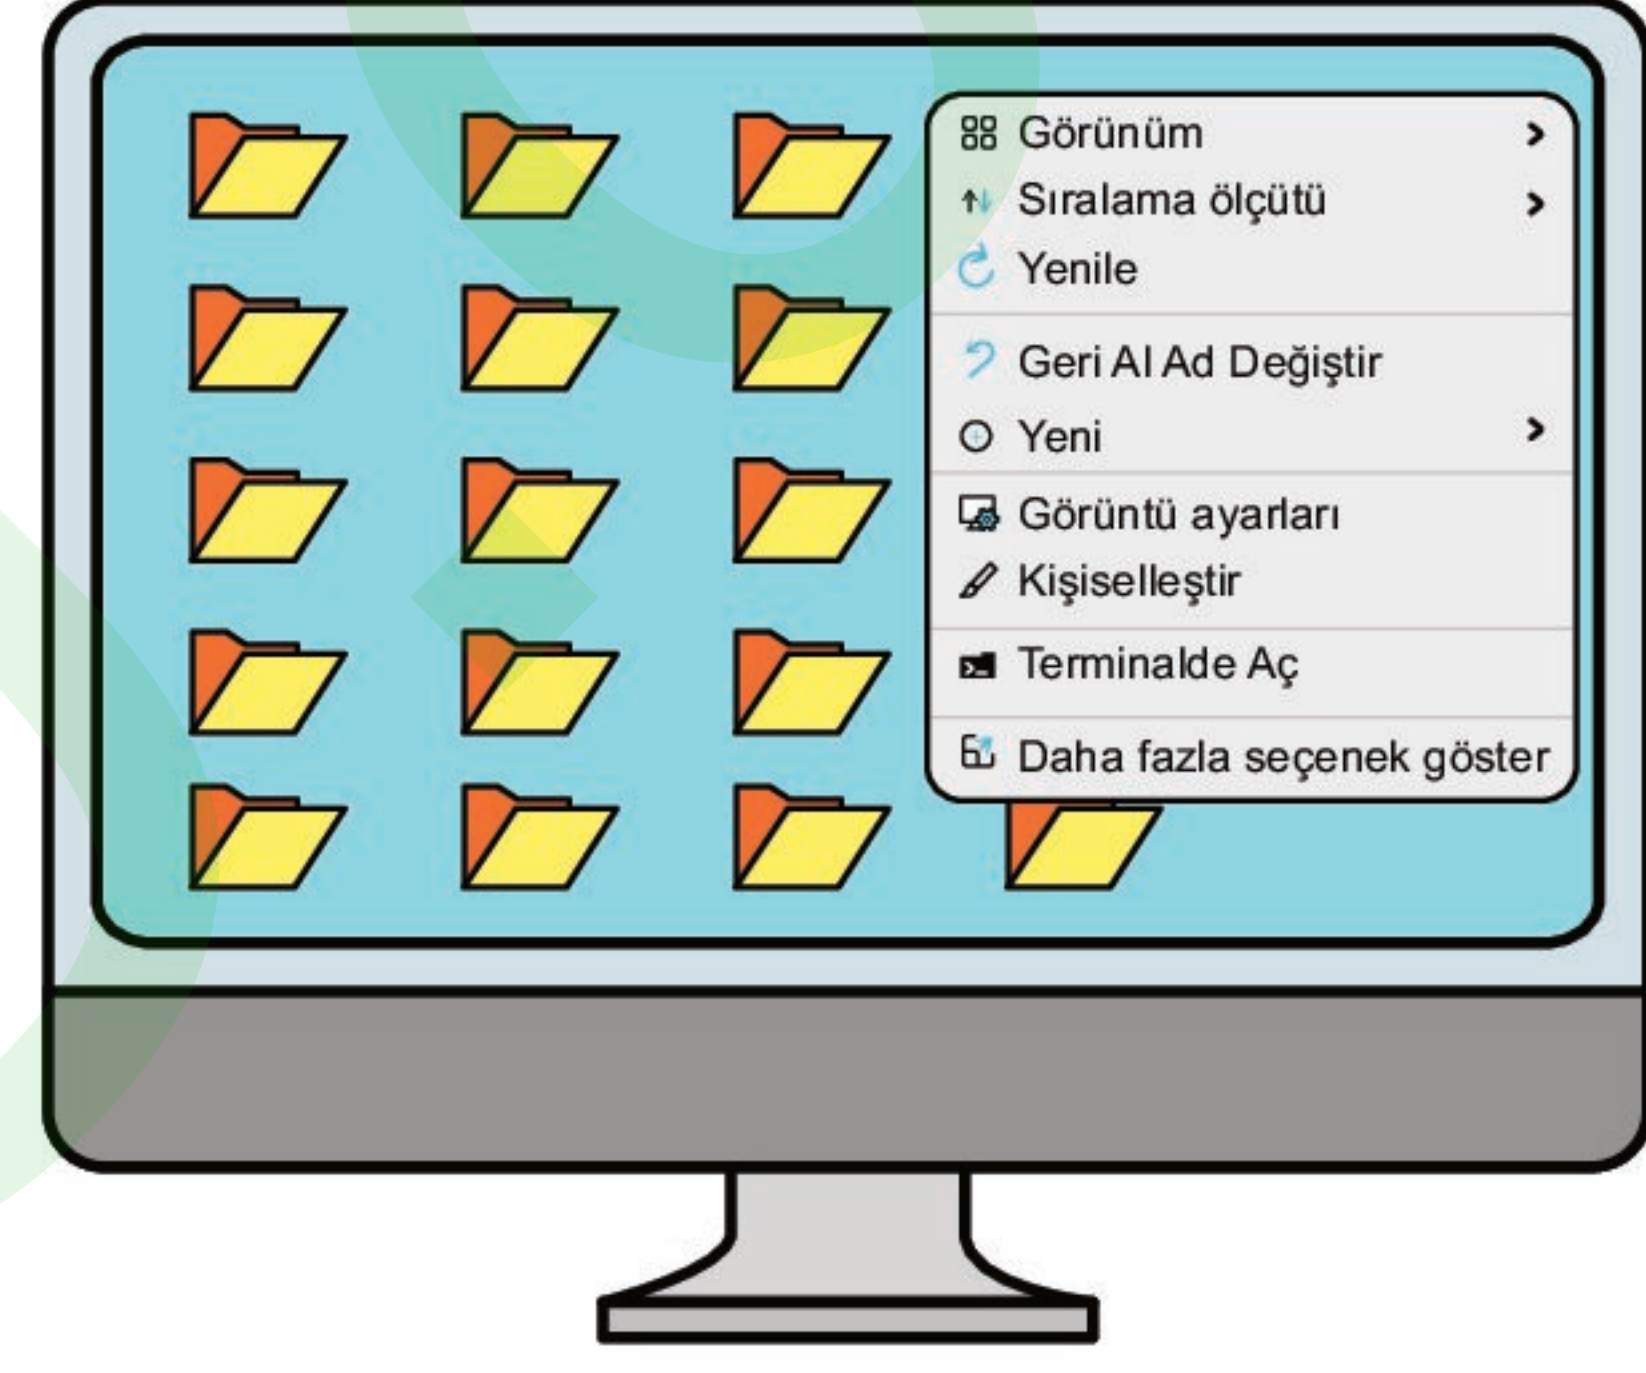 Görünüm
Sıralama ölçütü
Yenile
Geri Al Ad Değiştir
Yeni
Görüntü ayarları
Kişiselleştir
Terminalde Aç
Daha fazla seçenek göster